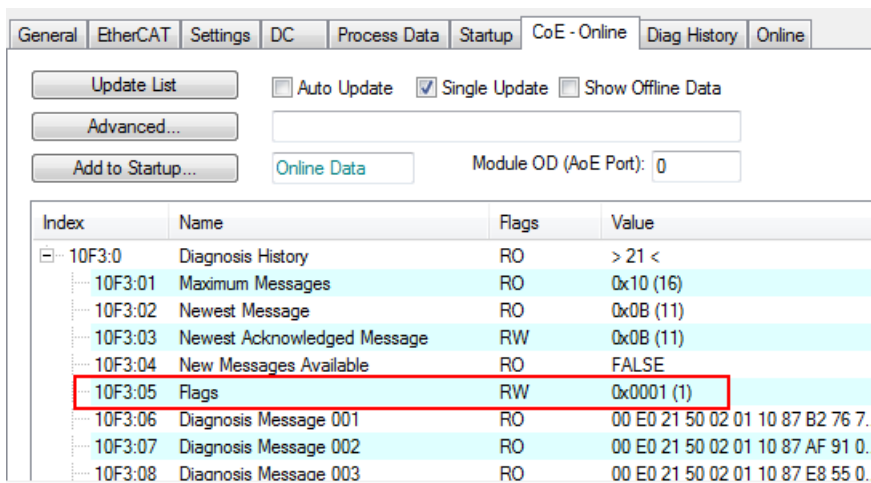 General EtherCAT Settings DC Process Data Startup CoE - Online Diag History Online
Update List Auto Update Single Update Show Offline Data
Advanced...
Add to Startup... Online Data Module OD (AoE Port): 0
Index Name Flags Value
10F3:0 Diagnosis History RO > 21 <
10F3:01 Maximum Messages RO 0x10 (16)
10F3:02 Newest Message RO 0x0B (11)
10F3:03 Newest Acknowledged Message RW 0x0B (11)
10F3:04 New Messages Available RO FALSE
10F3:05 Flags RW 0x0001 (1)
10F3:06 Diagnosis Message 001 RO 00 E0 21 50 02 01 10 87 B2 76 7...
10F3:07 Diagnosis Message 002 RO 00 E0 21 50 02 01 10 87 AF 91 0...
10F3:08 Diagnosis Message 003 RO 00 E0 21 50 02 01 10 87 E8 55 0...